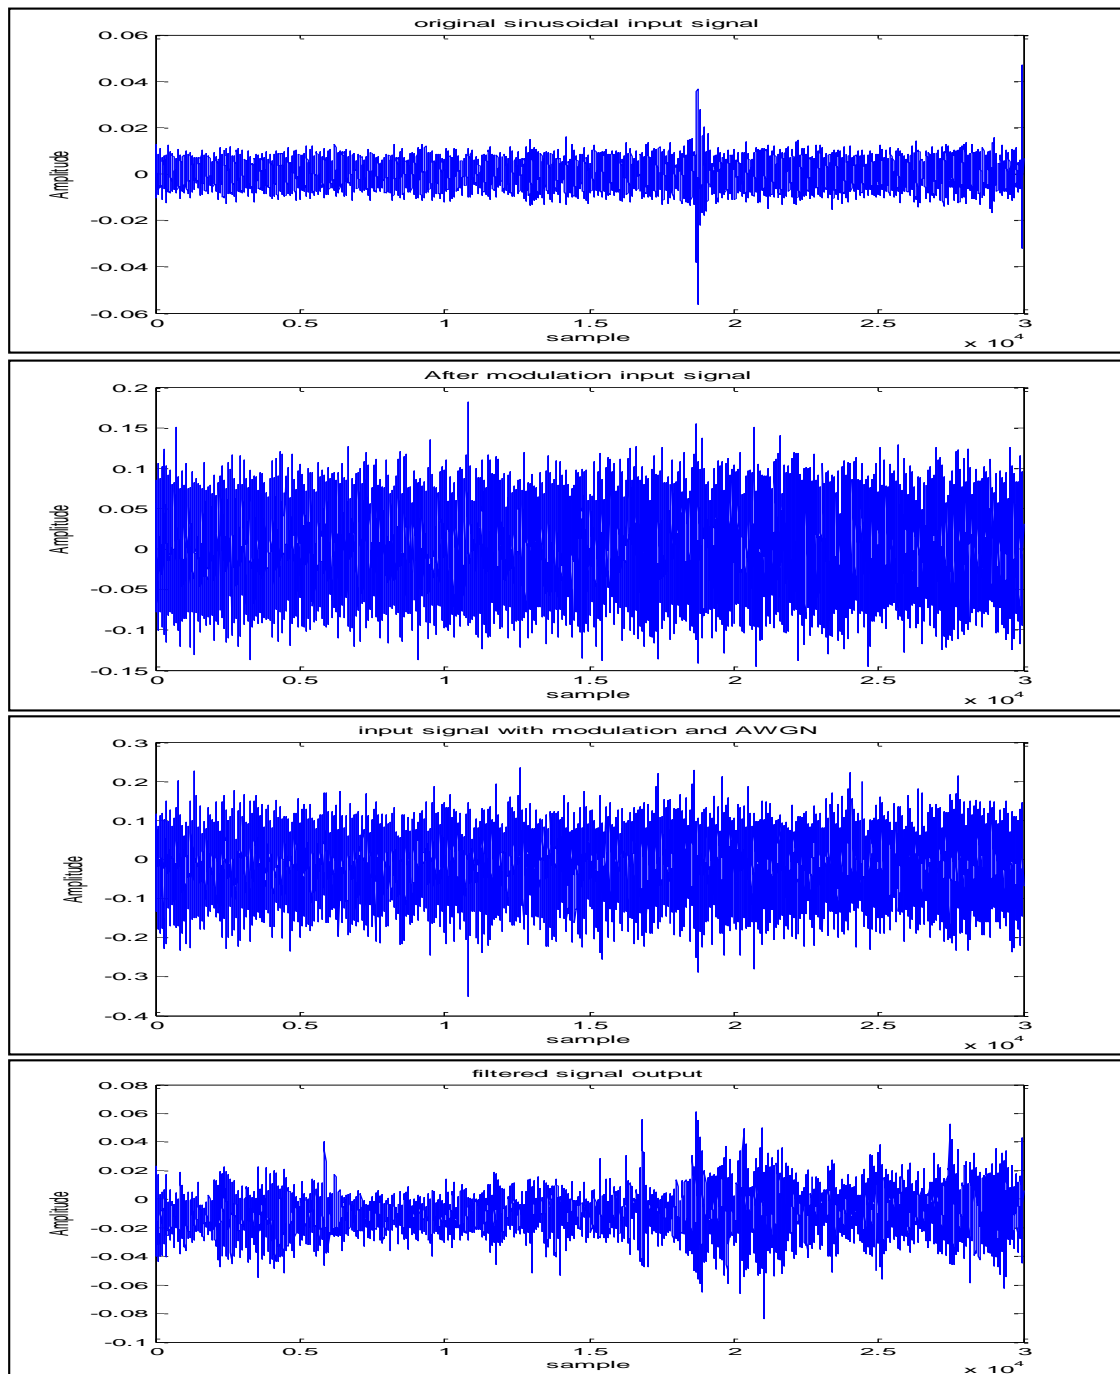 original sinusoidal input signal
0.06
0.04
0.02
0
-0.02
-0.04
-0.06
Amplitude
0 0.5 1 1.5 2 2.5 3
sample
x 10^4
After modulation input signal
0.2
0.15
0.1
0.05
0
-0.05
-0.1
-0.15
Amplitude
0 0.5 1 1.5 2 2.5 3
sample
x 10^4
input signal with modulation and AWGN
0.3
0.2
0.1
0
-0.1
-0.2
-0.3
-0.4
Amplitude
0 0.5 1 1.5 2 2.5 3
sample
x 10^4
filtered signal output
0.08
0.06
0.04
0.02
0
-0.02
-0.04
-0.06
-0.08
-0.1
Amplitude
0 0.5 1 1.5 2 2.5 3
sample
x 10^4